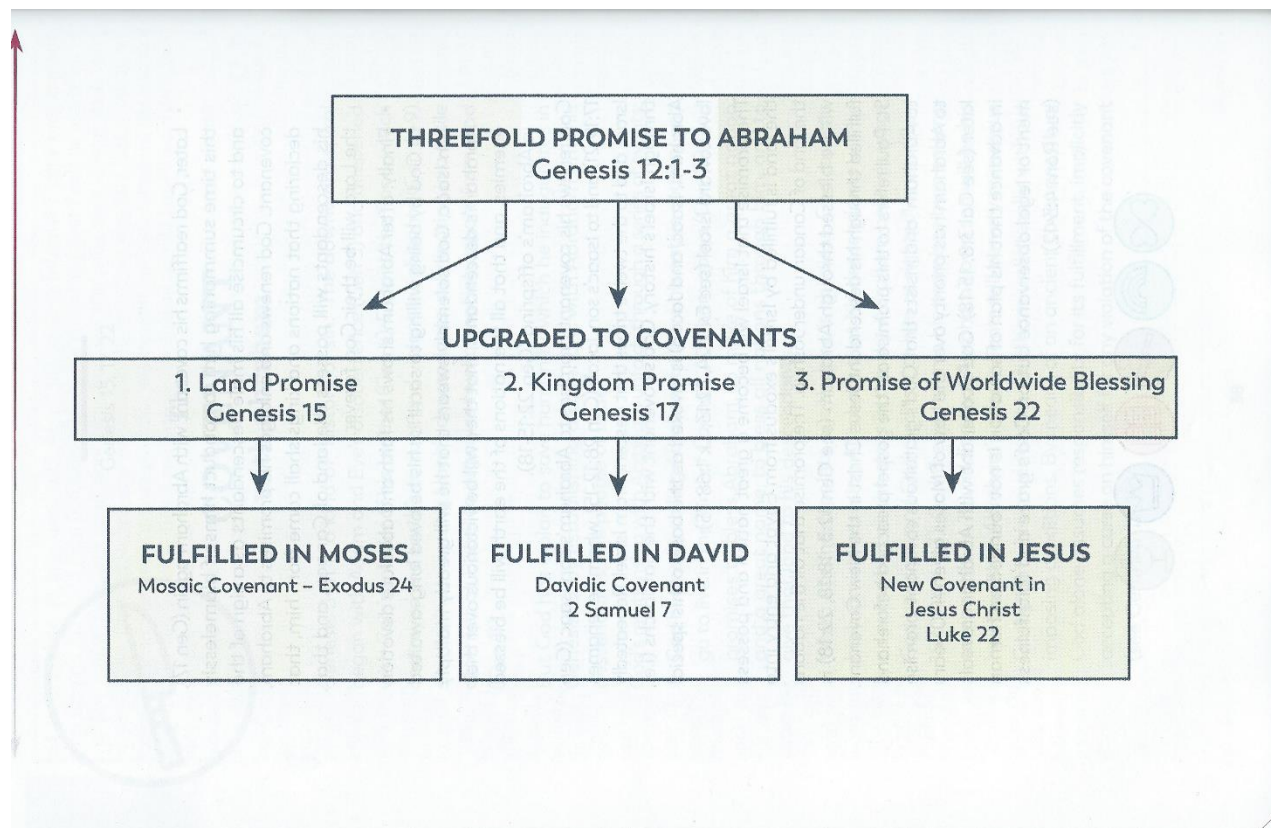 THREEFOLD PROMISE TO ABRAHAM
Genesis 12:1-3
UPGRADED TO COVENANTS
1. Land Promise
Genesis 15
2. Kingdom Promise
Genesis 17
3. Promise of Worldwide Blessing
Genesis 22
FULFILLED IN MOSES
Mosaic Covenant – Exodus 24
FULFILLED IN DAVID
Davidic Covenant
2 Samuel 7
FULFILLED IN JESUS
New Covenant in
Jesus Christ
Luke 22